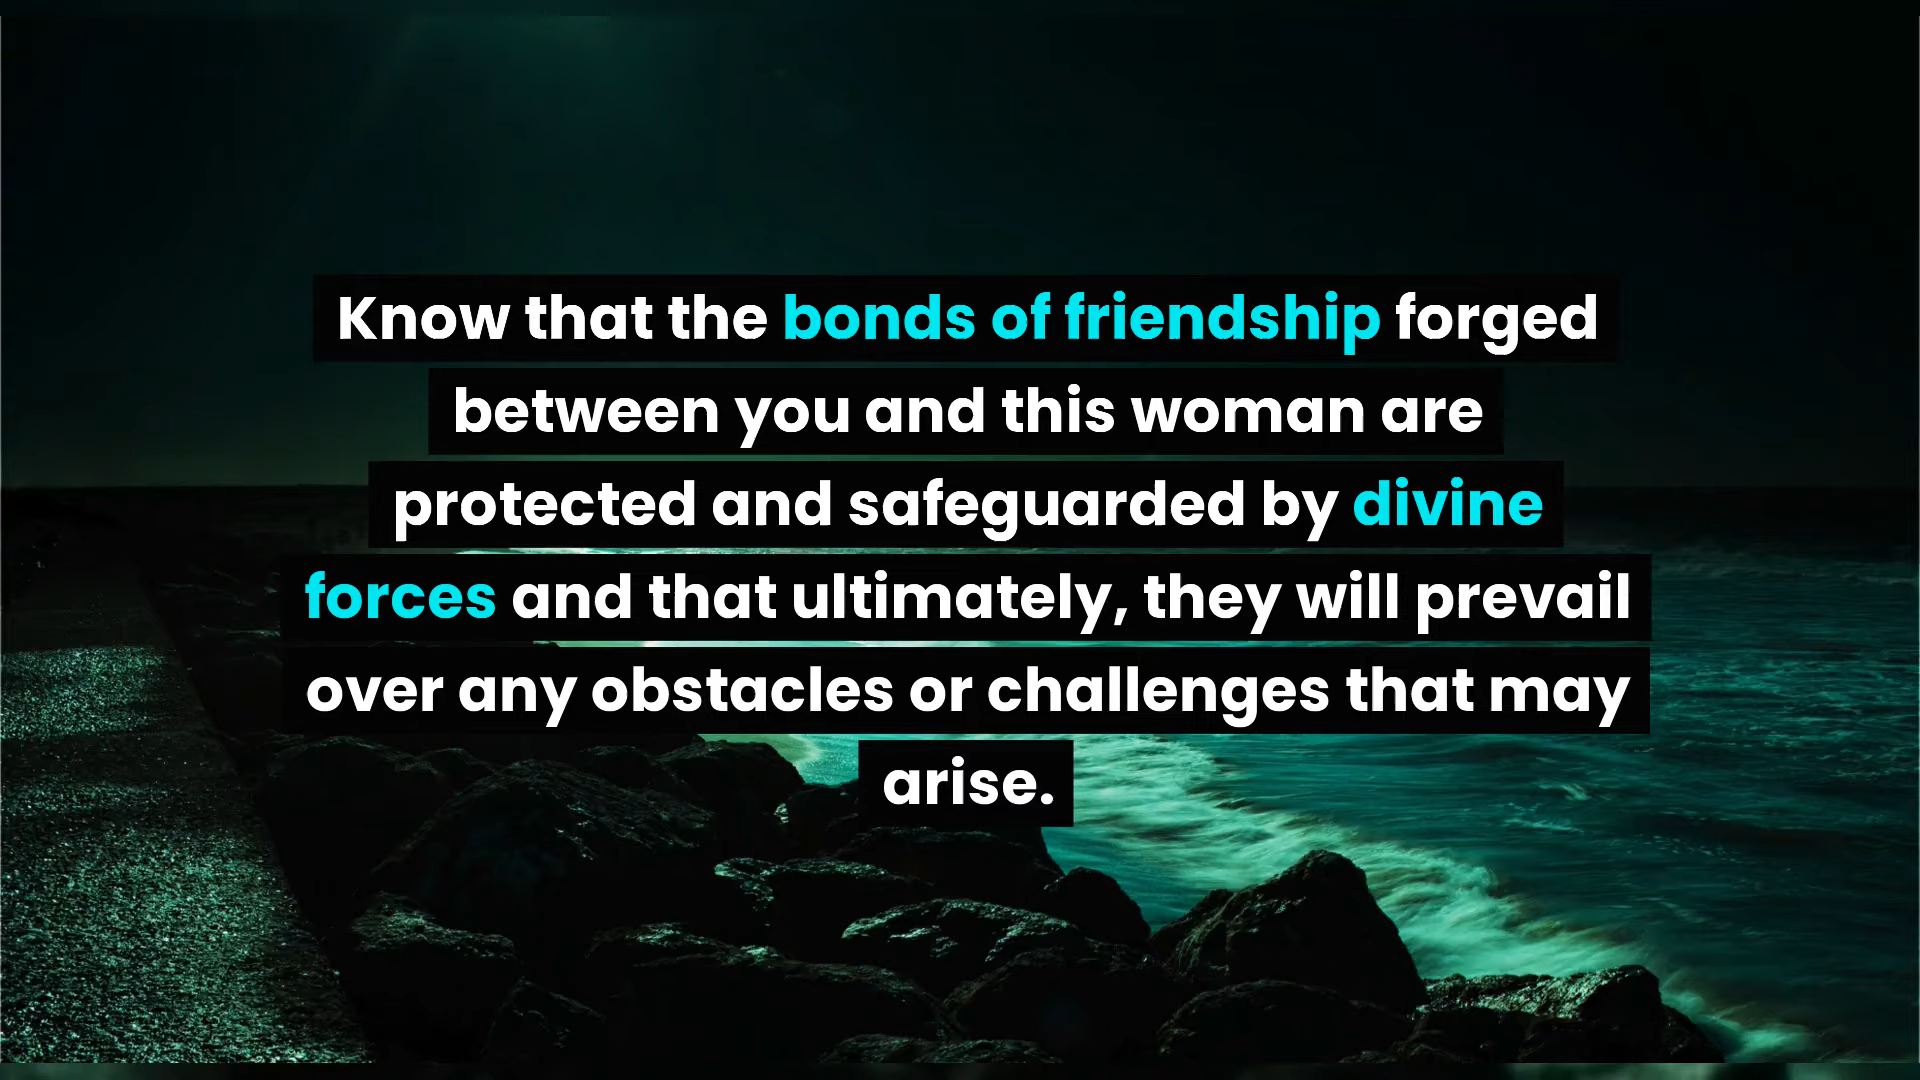 Know that the bonds of friendship forged
between you and this woman are
protected and safeguarded by divine
forces and that ultimately, they will prevail
over any obstacles or challenges that may
arise.